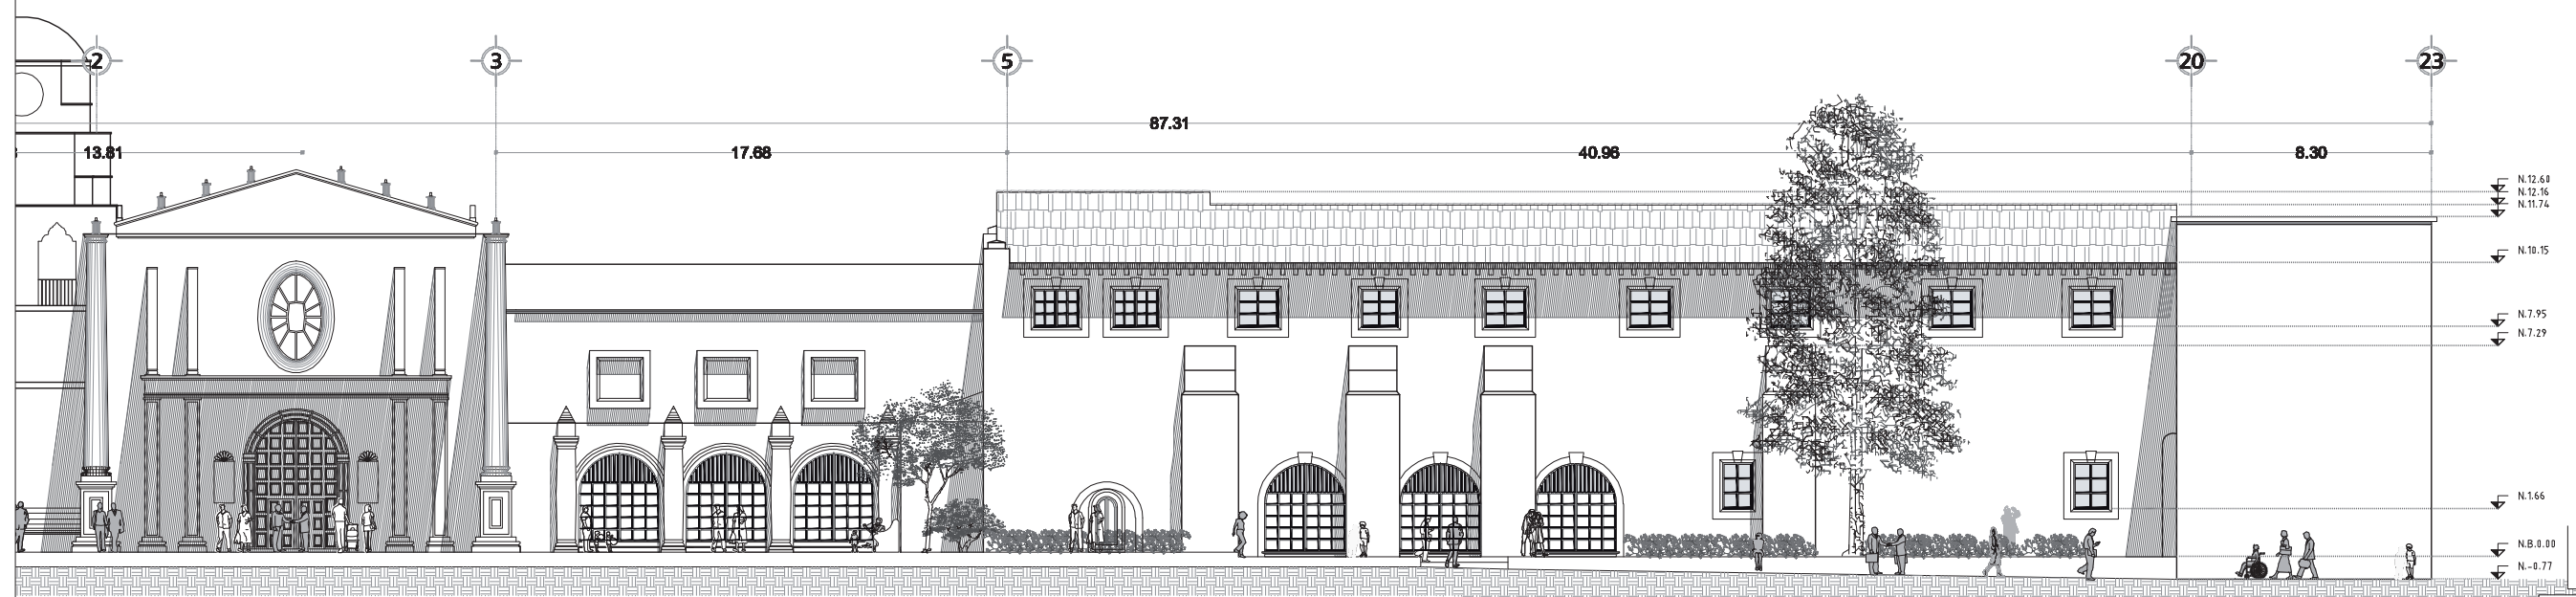 2 3 5 20 23
87.31
13.81 17.68 40.96 8.30
N.12.60
N.12.16
N.11.74
N.10.15
N.7.95
N.7.29
N.1.66
N.B.0.00
N.-0.77